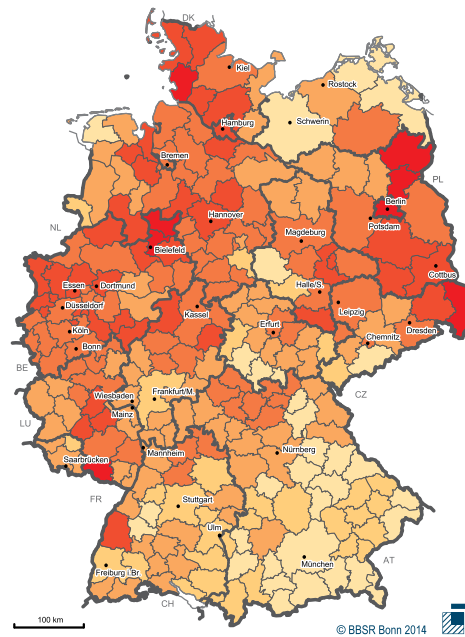 DK
Kiel
Rostock
Hamburg
Schwerin
Bremen
PL
Berlin
Hannover
Potsdam
NL
Magdeburg
Bielefeld
Cottbus
Essen
Dortmund
Halle/S.
Leipzig
Düsseldorf
Kassel
Dresden
Köln
Erfurt
Chemnitz
Bonn
BE
CZ
Wiesbaden
Frankfurt/M.
Mainz
LU
Nürnberg
Mannheim
Saarbrücken
FR
Stuttgart
Ulm
München
AT
Freiburg i.Br.
CH
100 km
© BBSR Bonn 2014